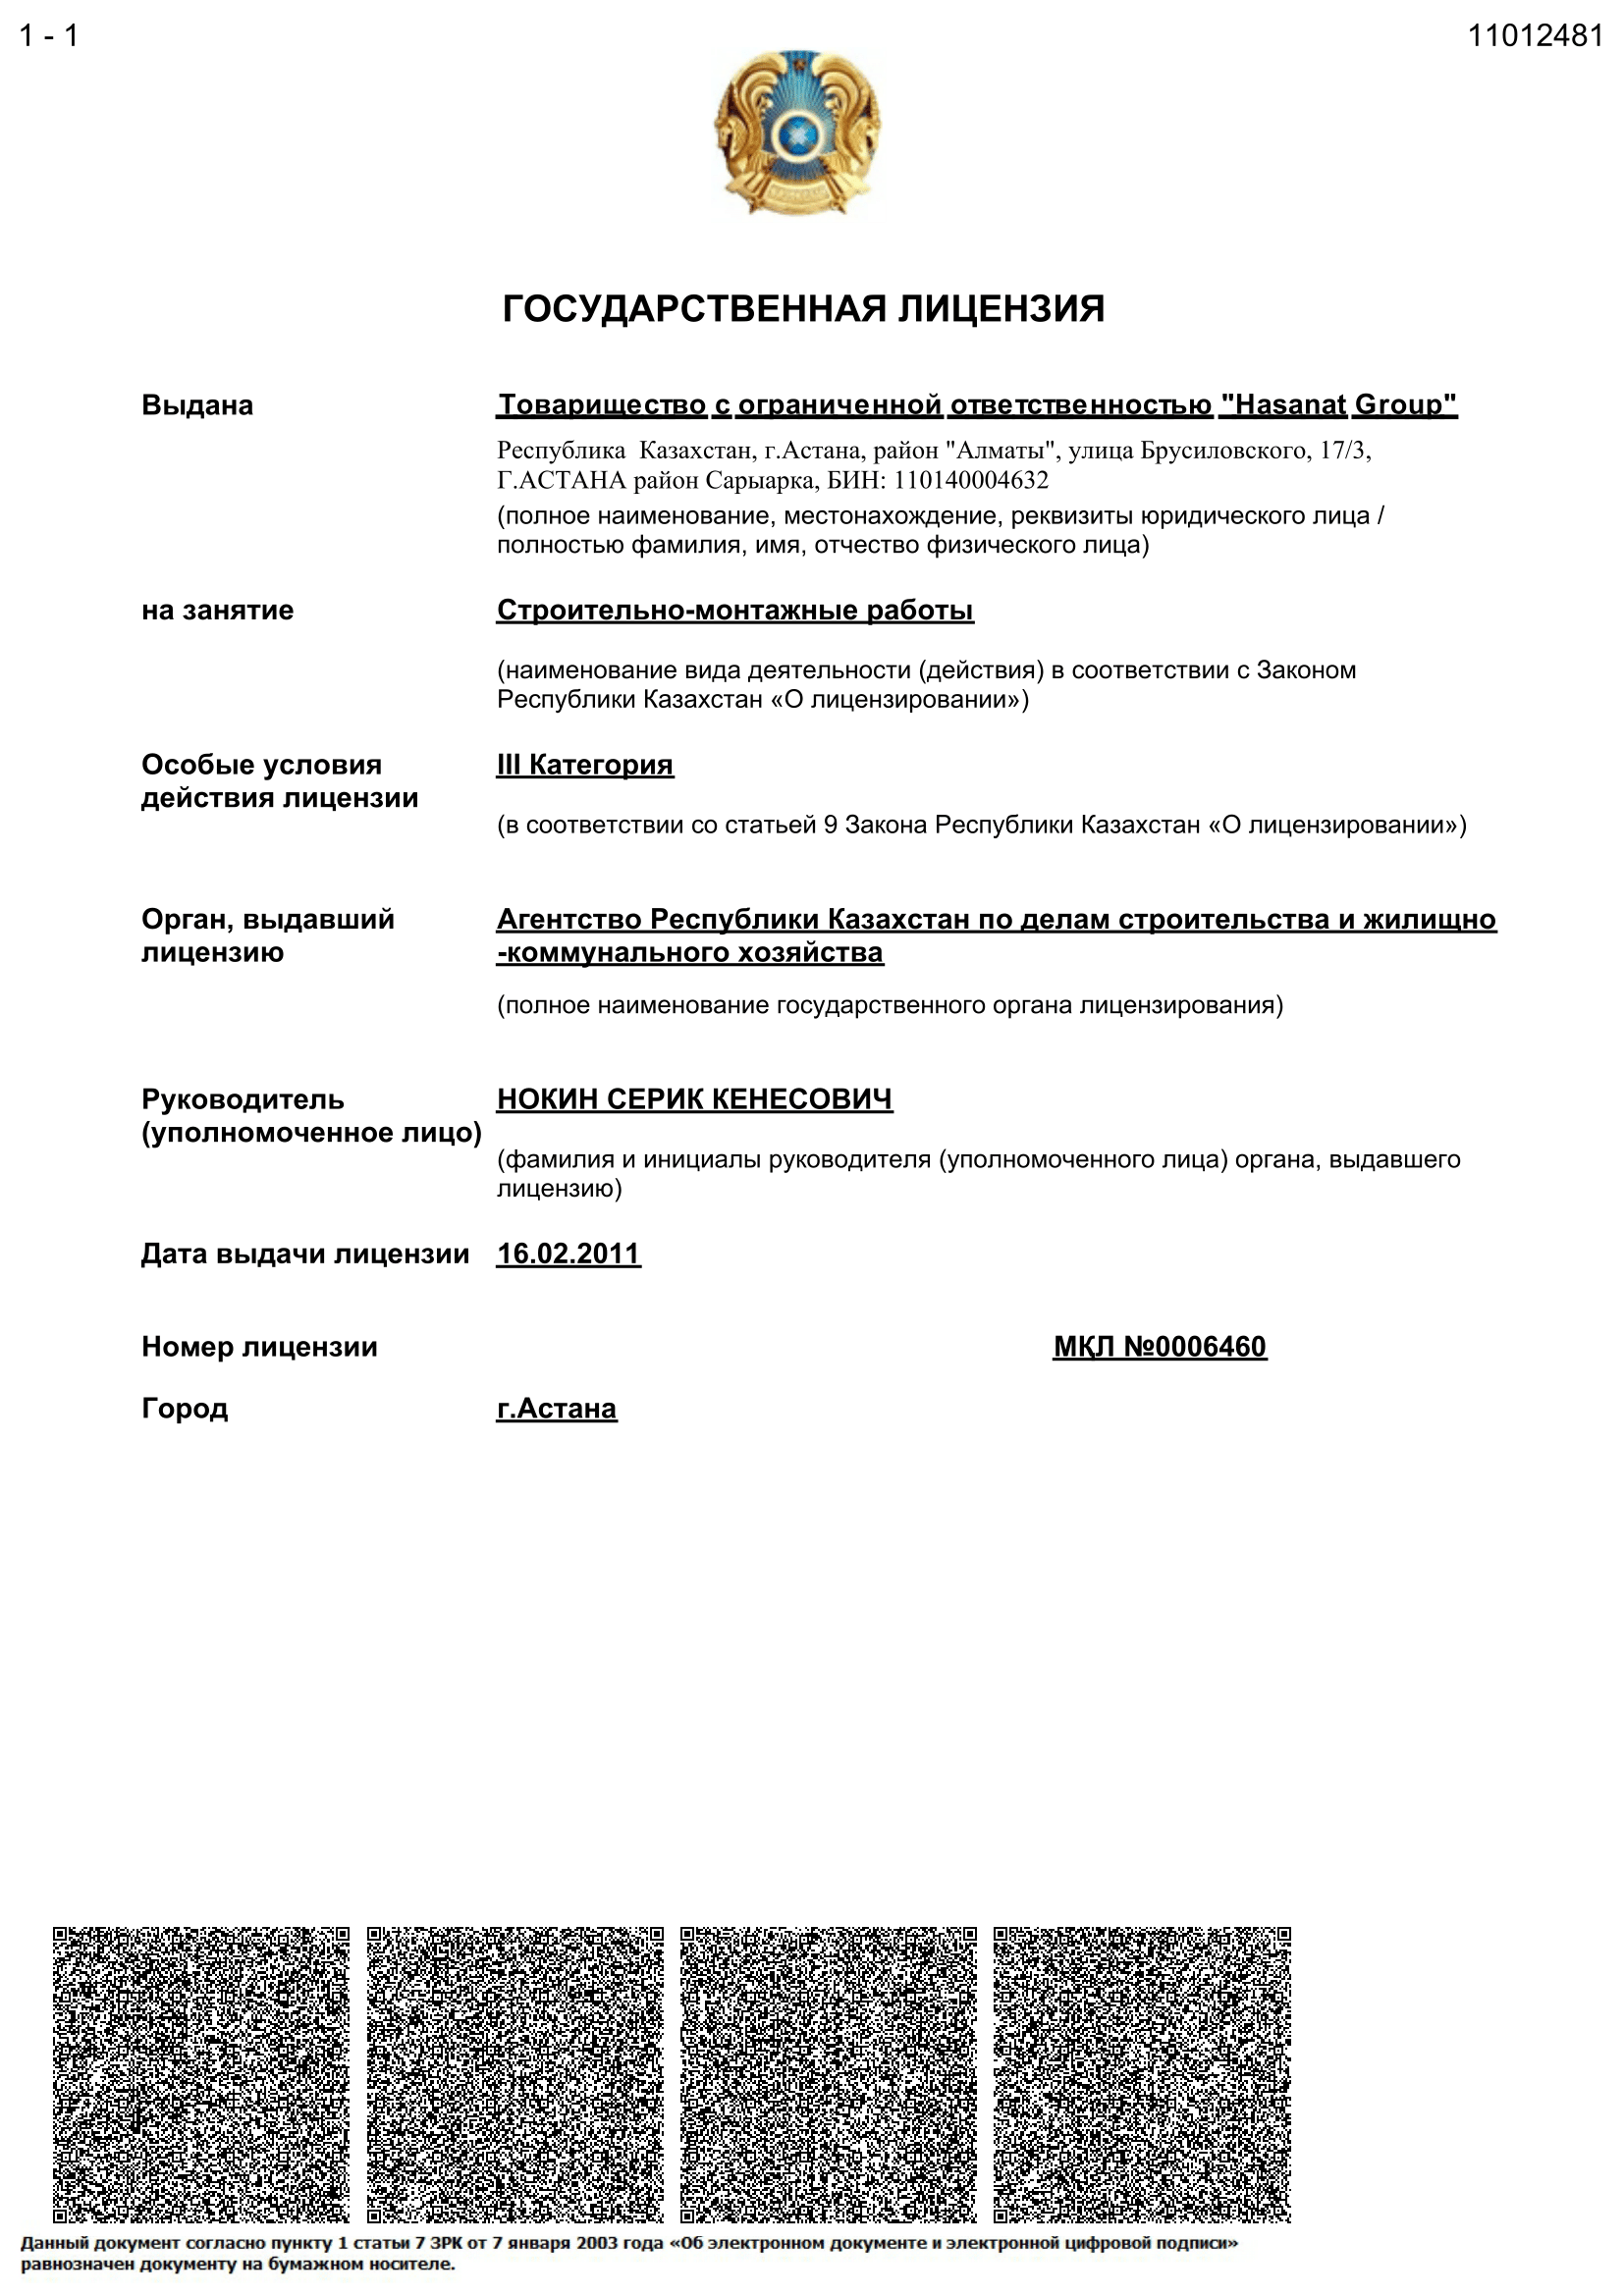 1 - 1
11012481
ГОСУДАРСТВЕННАЯ ЛИЦЕНЗИЯ
Выдана
Товарищество с ограниченной ответственностью "Hasanat Group"
Республика Казахстан, г.Астана, район "Алматы", улица Брусиловского, 17/3,
Г.АСТАНА район Сарыарка, БИН: 110140004632
(полное наименование, местонахождение, реквизиты юридического лица /
полностью фамилия, имя, отчество физического лица)
на занятие
Строительно-монтажные работы
(наименование вида деятельности (действия) в соответствии с Законом
Республики Казахстан «О лицензировании»)
Особые условия
действия лицензии
III Категория
(в соответствии со статьей 9 Закона Республики Казахстан «О лицензировании»)
Орган, выдавший
лицензию
Агентство Республики Казахстан по делам строительства и жилищно
-коммунального хозяйства
(полное наименование государственного органа лицензирования)
Руководитель
(уполномоченное лицо)
НОКИН СЕРИК КЕНЕСОВИЧ
(фамилия и инициалы руководителя (уполномоченного лица) органа, выдавшего
лицензию)
Дата выдачи лицензии
16.02.2011
Номер лицензии
МҚЛ №0006460
Город
г.Астана
Данный документ согласно пункту 1 статьи 7 ЗРК от 7 января 2003 года «Об электронном документе и электронной цифровой подписи»
равнозначен документу на бумажном носителе.